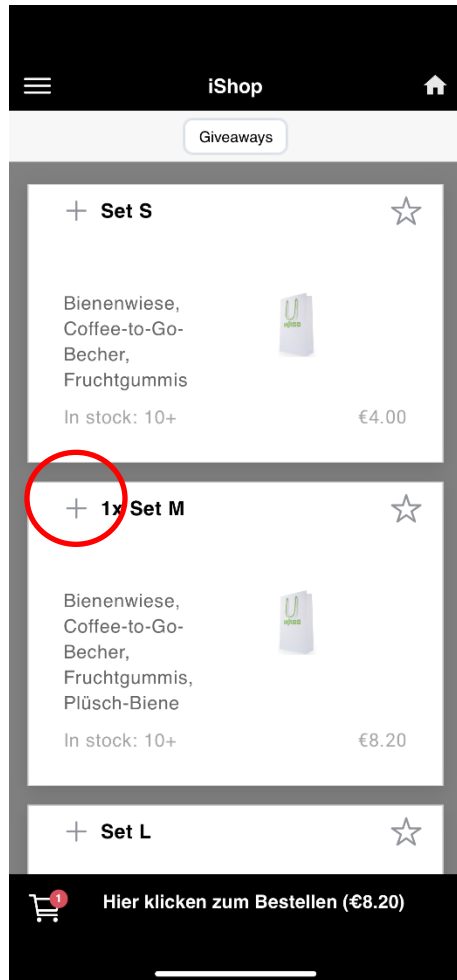 iShop
Giveaways
Set S
Bienenwiese,
Coffee-to-Go-
Becher,
Fruchtgummis
In stock: 10+
€4.00
1x Set M
Bienenwiese,
Coffee-to-Go-
Becher,
Fruchtgummis,
Plüsch-Biene
In stock: 10+
€8.20
Set L
1
Hier klicken zum Bestellen (€8.20)